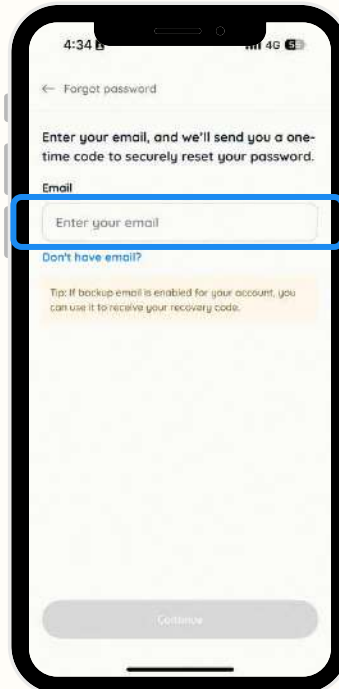 4:34
4G
← Forgot password
Enter your email, and we'll send you a one-
time code to securely reset your password.
Email
Enter your email
Don't have email?
Tip: If backup email is enabled for your account, you
can use it to receive your recovery code.
Continue